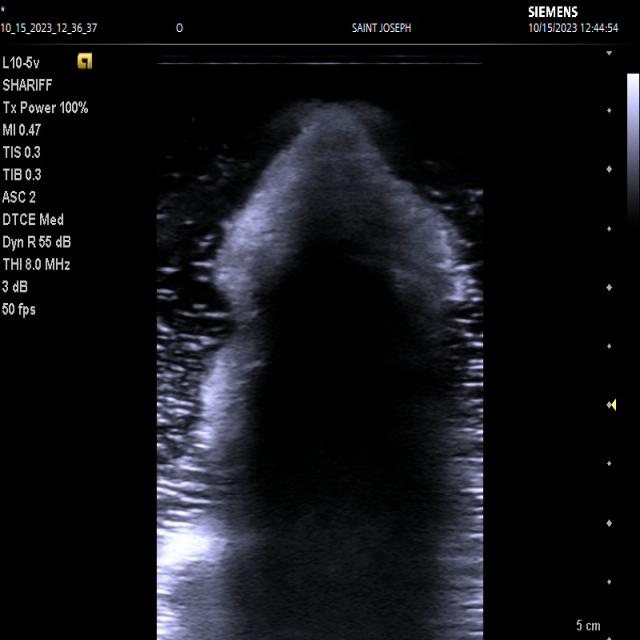 *
SIEMENS
10_15_2023_12_36_37 O SAINT JOSEPH 10/15/2023 12:44:54
L10-5v
SHARIFF
Tx Power 100%
MI 0.47
TIS 0.3
TIB 0.3
ASC 2
DTCE Med
Dyn R 55 dB
THI 8.0 MHz
3 dB
50 fps
5 cm